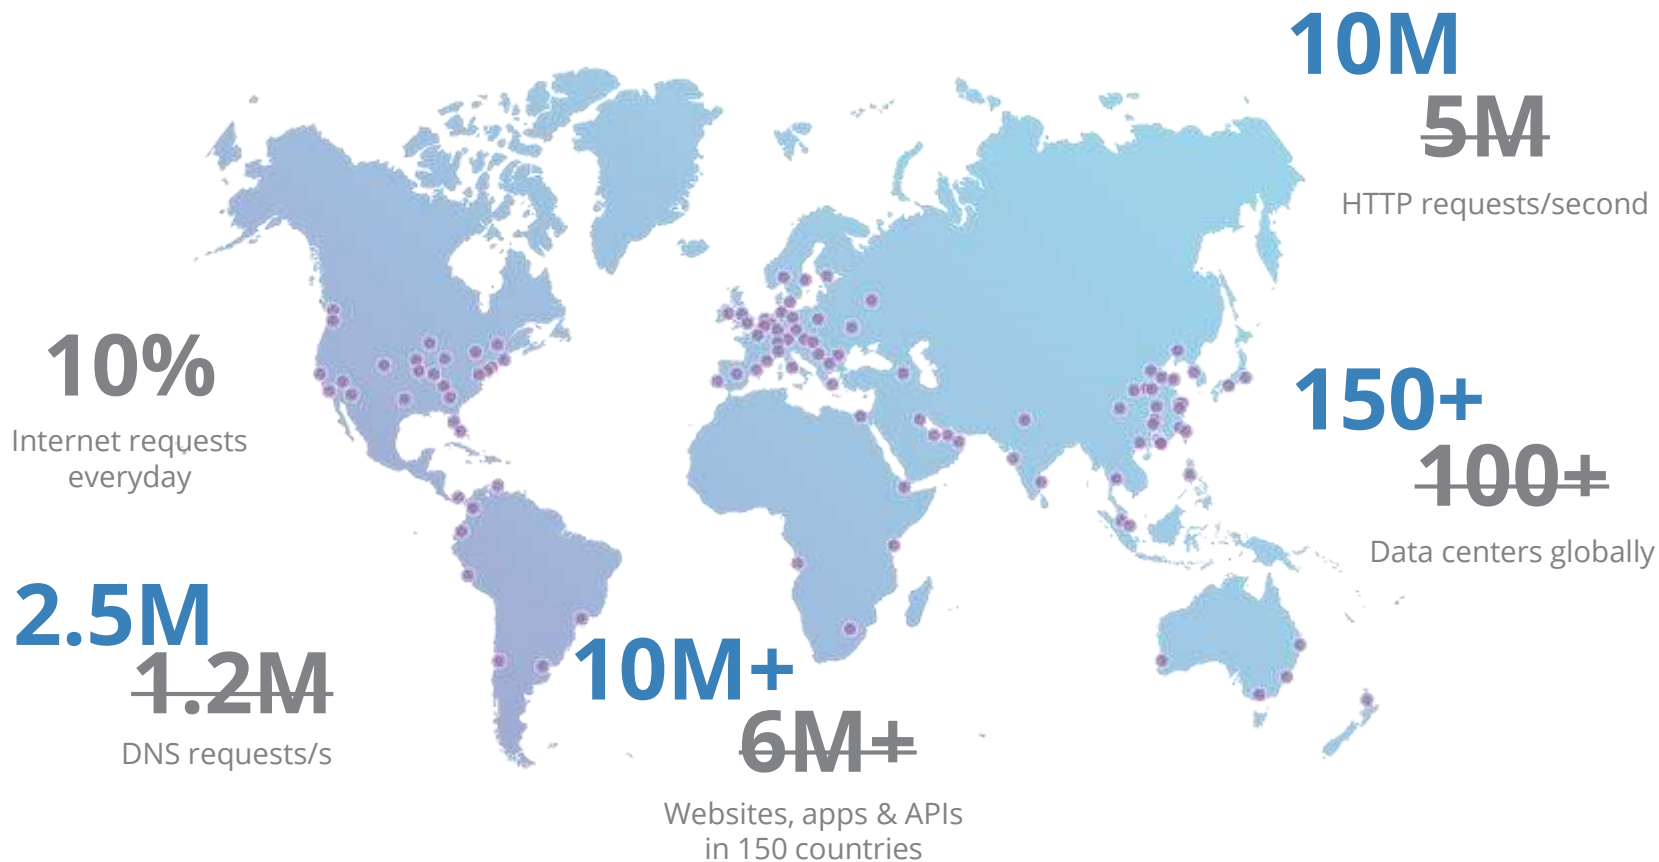 10M
5M
HTTP requests/second
10%
Internet requests
everyday
150+
100+
Data centers globally
2.5M
1.2M
DNS requests/s
10M+
6M+
Websites, apps & APIs
in 150 countries